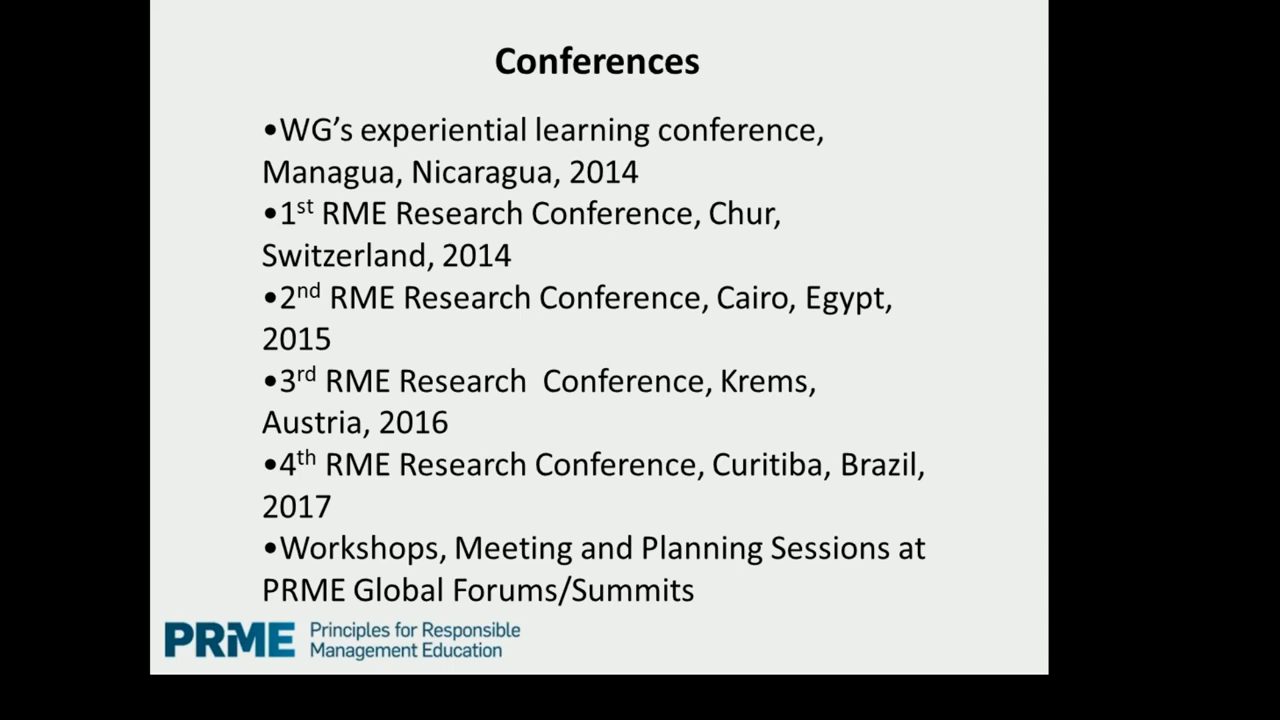 Conferences
•WG’s experiential learning conference,
Managua, Nicaragua, 2014
•1st RME Research Conference, Chur,
Switzerland, 2014
•2nd RME Research Conference, Cairo, Egypt,
2015
•3rd RME Research  Conference, Krems,
Austria, 2016
•4th RME Research Conference, Curitiba, Brazil,
2017
•Workshops, Meeting and Planning Sessions at
PRME Global Forums/Summits
PRME Principles for Responsible
Management Education